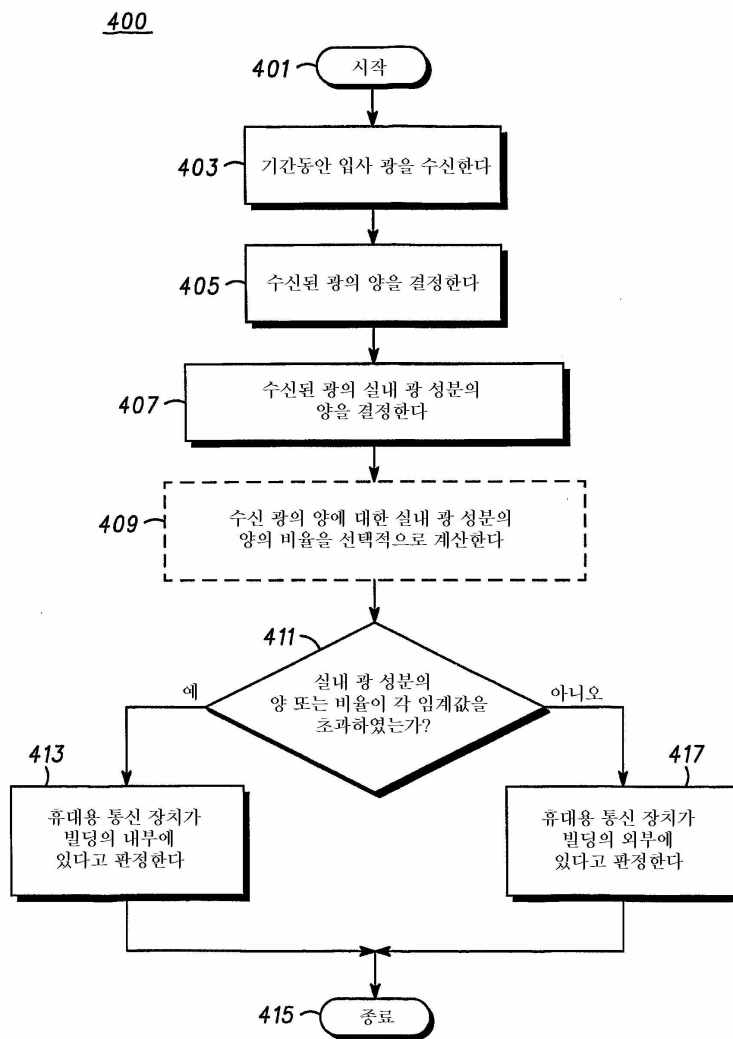 400
401
시작
403
기간동안 입사 광을 수신한다
405
수신된 광의 양을 결정한다
407
수신된 광의 실내 광 성분의
양을 결정한다
409
수신 광의 양에 대한 실내 광 성분의
양의 비율을 선택적으로 계산한다
411
실내 광 성분의
양 또는 비율이 각 임계값을
초과하였는가?
예
아니오
413
휴대용 통신 장치가
빌딩의 내부에
있다고 판정한다
417
휴대용 통신 장치가
빌딩의 외부에
있다고 판정한다
415
종료